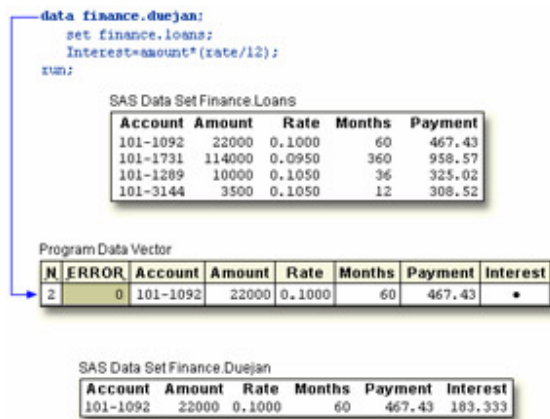 data finance.duejan;
set finance.loans;
Interest=amount*(rate/12);
run;
SAS Data Set Finance.Loans
Account Amount Rate Months Payment
101-1092 22000 0.1000 60 467.43
101-1731 114000 0.0950 360 958.57
101-1289 10000 0.1050 36 325.02
101-3144 3500 0.1050 12 308.52
Program Data Vector
_N_ _ERROR_ Account Amount Rate Months Payment Interest
2 0 101-1092 22000 0.1000 60 467.43 •
SAS Data Set Finance.Duejan
Account Amount Rate Months Payment Interest
101-1092 22000 0.1000 60 467.43 183.333